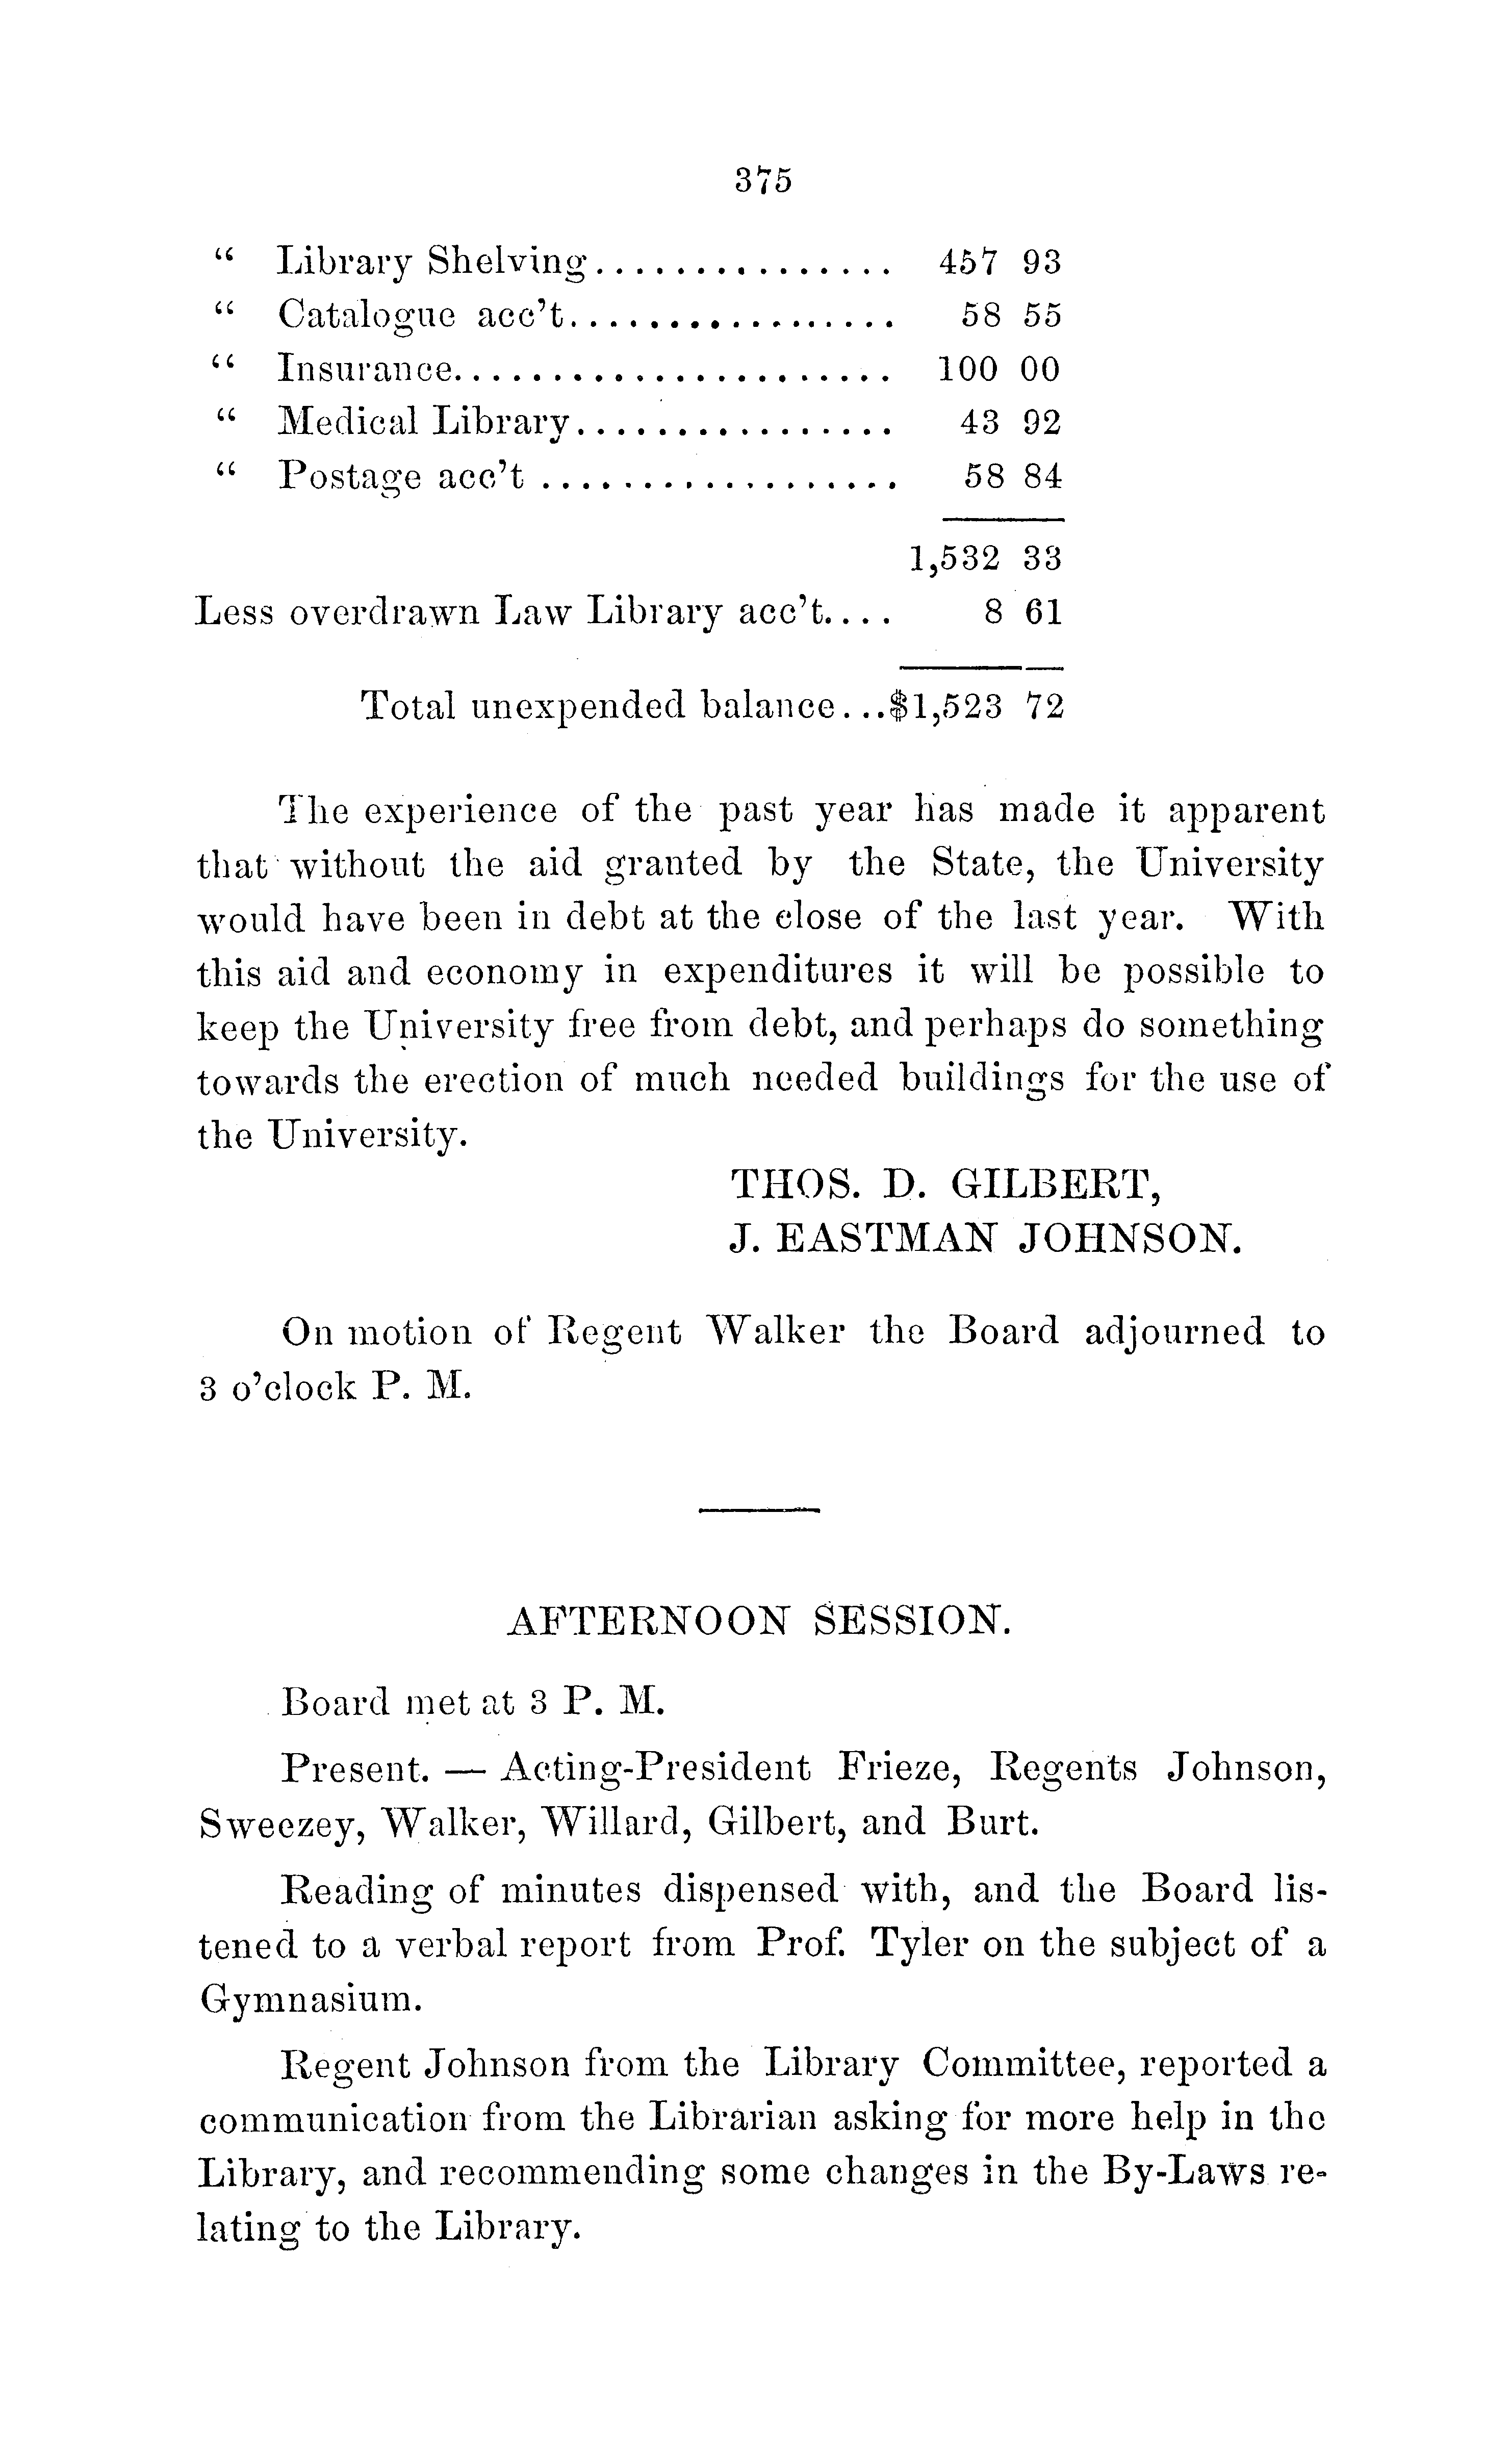 375
“ Library Shelving............... 457 93
“ Catalogue acc’t................. 58 55
“ Insurance...................... 100 00
“ Medical Library................ 43 92
“ Postage acc’t .................. 58 84
1,532 33
Less overdrawn Law Library acc’t.... 8 61
Total unexpended balance...$1,523 72
The experience of the past year has made it apparent
that without the aid granted by the State, the University
would have been in debt at the close of the last year. With
this aid and economy in expenditures it will be possible to
keep the University free from debt, and perhaps do something
towards the erection of much needed buildings for the use of
the University.
THOS. D. GILBERT,
J. EASTMAN JOHNSON.
On motion of Regent Walker the Board adjourned to
3 o’clock P. M.
AFTERNOON SESSION.
Board met at 3 P. M.
Present. — Acting-President Frieze, Regents Johnson,
Sweezey, Walker, Willard, Gilbert, and Burt.
Reading of minutes dispensed with, and the Board lis-
tened to a verbal report from Prof. Tyler on the subject of a
Gymnasium.
Regent Johnson from the Library Committee, reported a
communication from the Librarian asking for more help in the
Library, and recommending some changes in the By-Laws re-
lating to the Library.